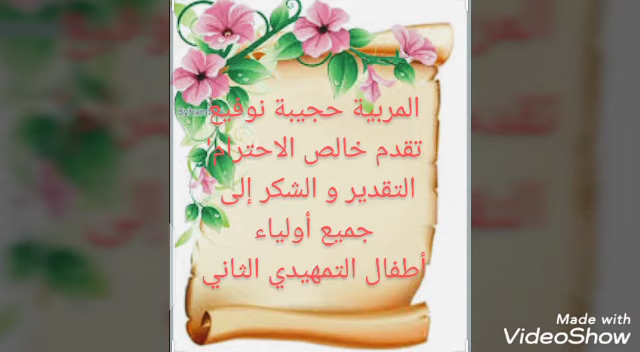 المربية حجيبة نوفيع
تقدم خالص الاحترام
التقدير و الشكر إلى
جميع أولياء
أطفال التمهيدي الثاني
Made with
VideoShow